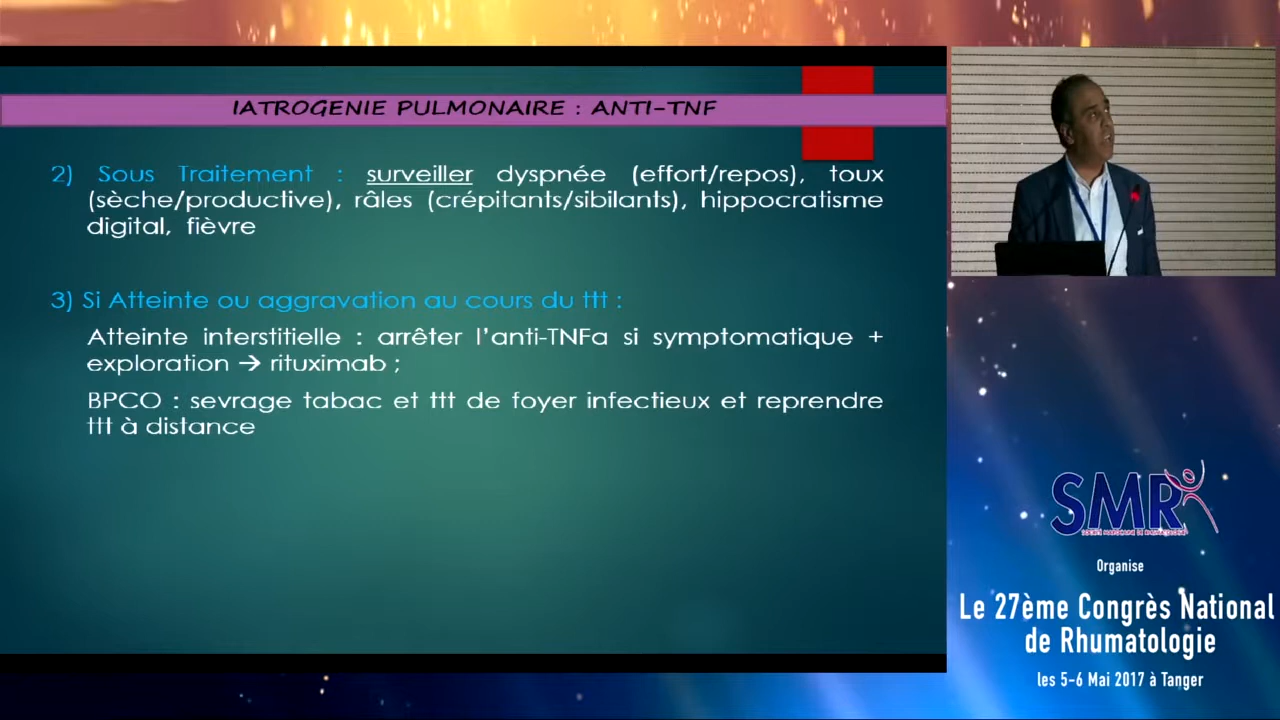 IATROGENIE PULMONAIRE : ANTI-TNF
2) Sous Traitement : surveiller dyspnée (effort/repos), toux
(sèche/productive), râles (crépitants/sibilants), hippocratisme
digital, fièvre
3) Si Atteinte ou aggravation au cours du ttt :
Atteinte interstitielle : arrêter l'anti-TNFa si symptomatique +
exploration → rituximab ;
BPCO : sevrage tabac et ttt de foyer infectieux et reprendre
ttt à distance
SMR
Organise
Le 27ème Congrès National
de Rhumatologie
les 5-6 Mai 2017 à Tanger